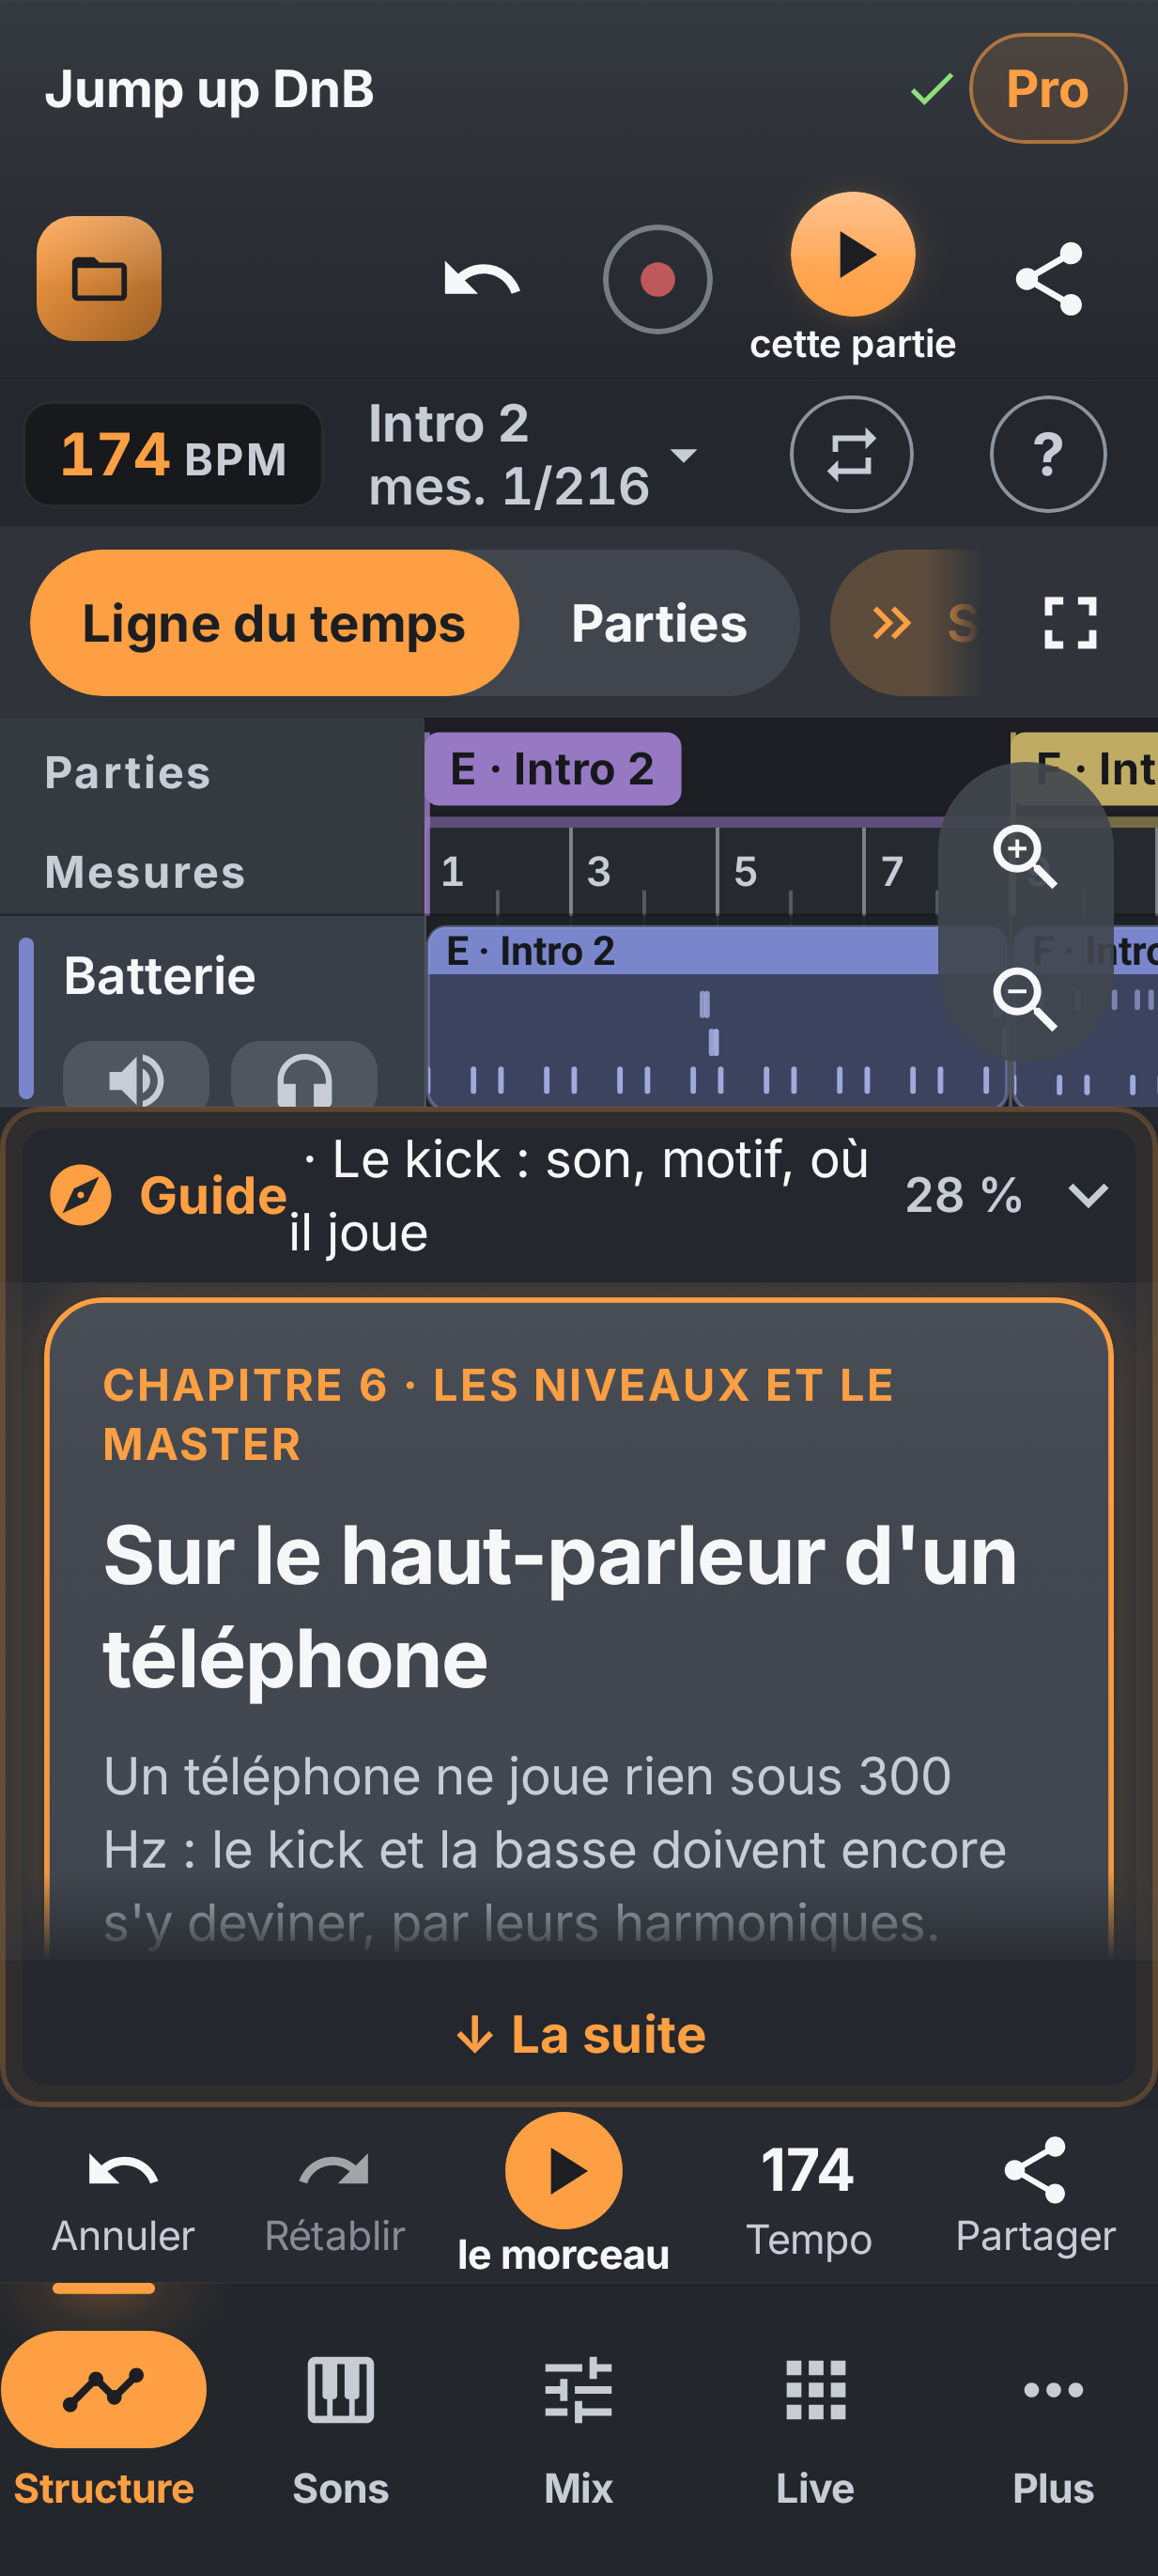 Jump up DnB
Pro
cette partie
174 BPM
Intro 2
mes. 1/216
?
Ligne du temps
Parties
S
Parties
E · Intro 2
F · Int
Mesures
1
3
5
7
Batterie
E · Intro 2
F · Intro
Guide · Le kick : son, motif, où
il joue
28 %
CHAPITRE 6 · LES NIVEAUX ET LE
MASTER
Sur le haut-parleur d'un
téléphone
Un téléphone ne joue rien sous 300
Hz : le kick et la basse doivent encore
s'y deviner, par leurs harmoniques.
↓ La suite
Annuler
Rétablir
le morceau
174
Tempo
Partager
Structure
Sons
Mix
Live
Plus